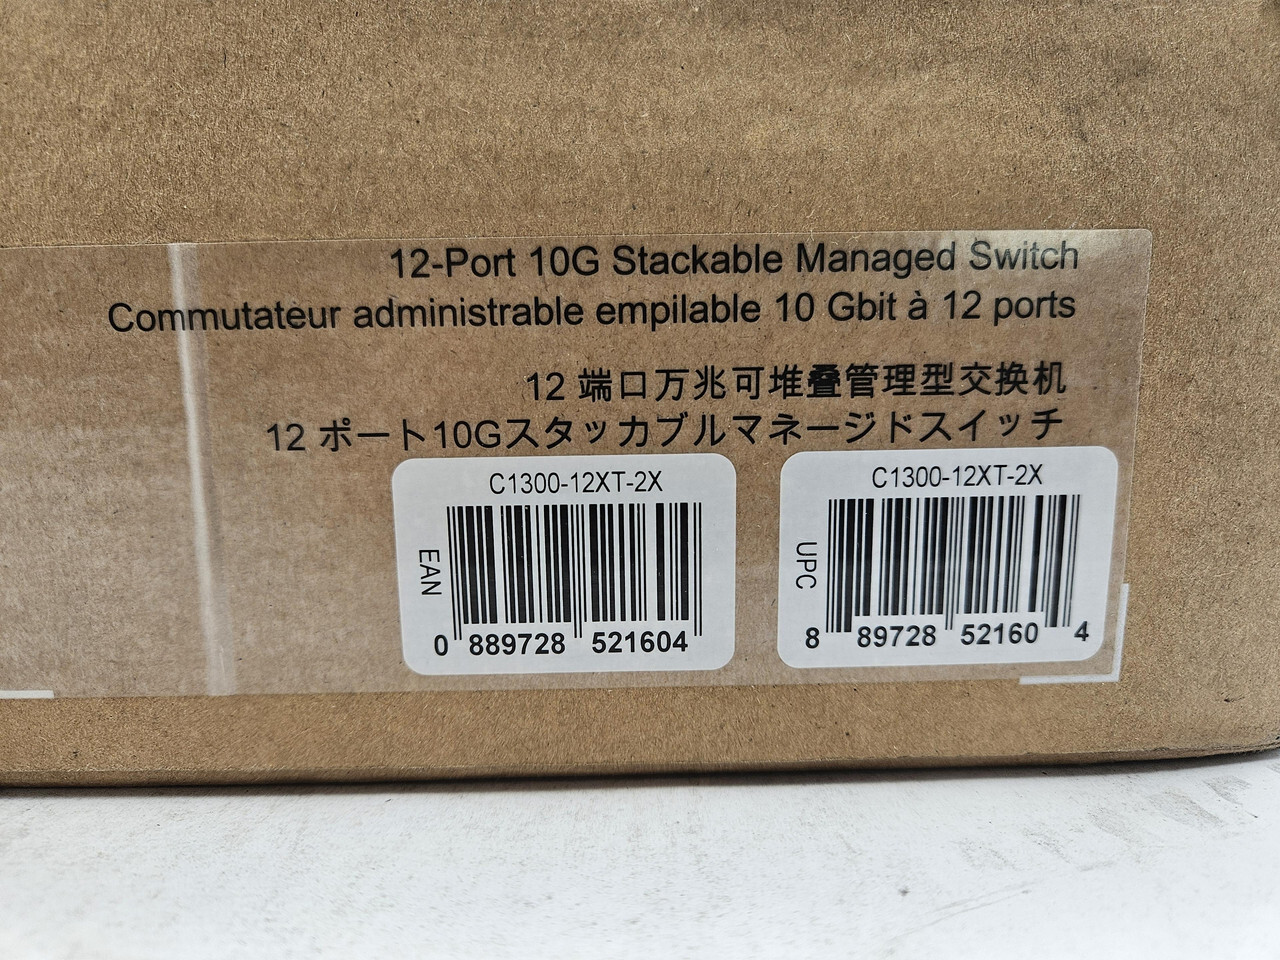 12-Port 10G Stackable Managed Switch
Commutateur administrable empilable 10 Gbit à 12 ports
12 端口万兆可堆叠管理型交换机
12 ポート10Gスタッカブルマネージドスイッチ
C1300-12XT-2X
EAN
0 889728 521604
C1300-12XT-2X
UPC
8 89728 52160 4